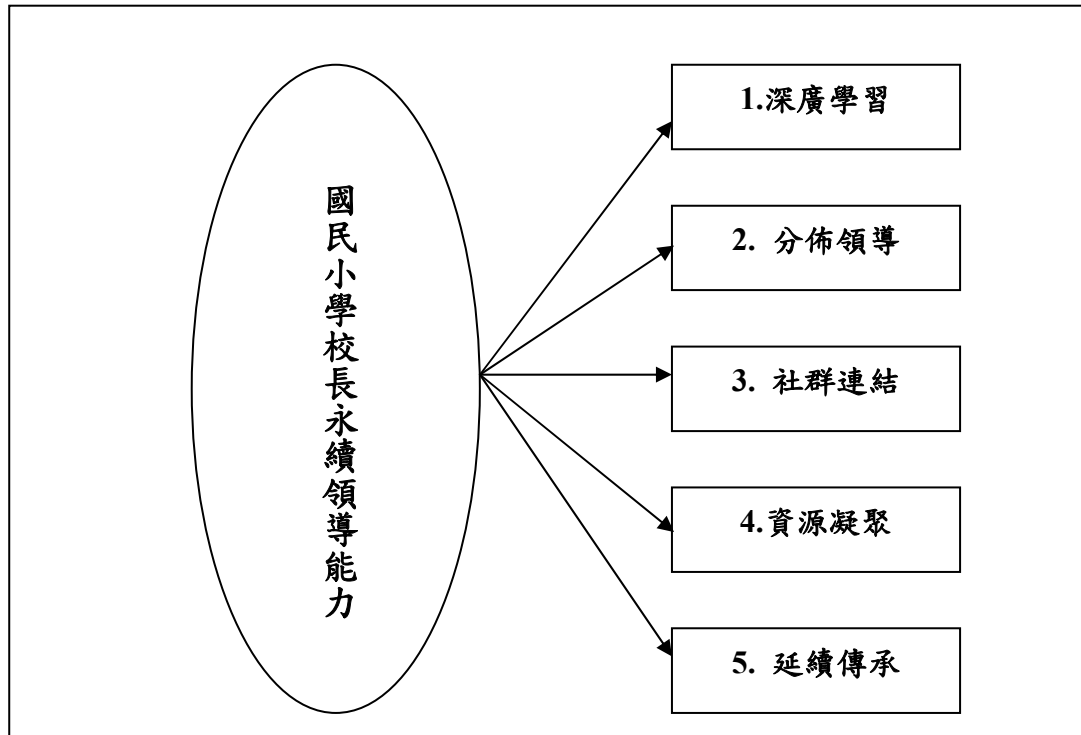 國民小學校長永續領導能力
1.深廣學習
2. 分佈領導
3. 社群連結
4.資源凝聚
5. 延續傳承